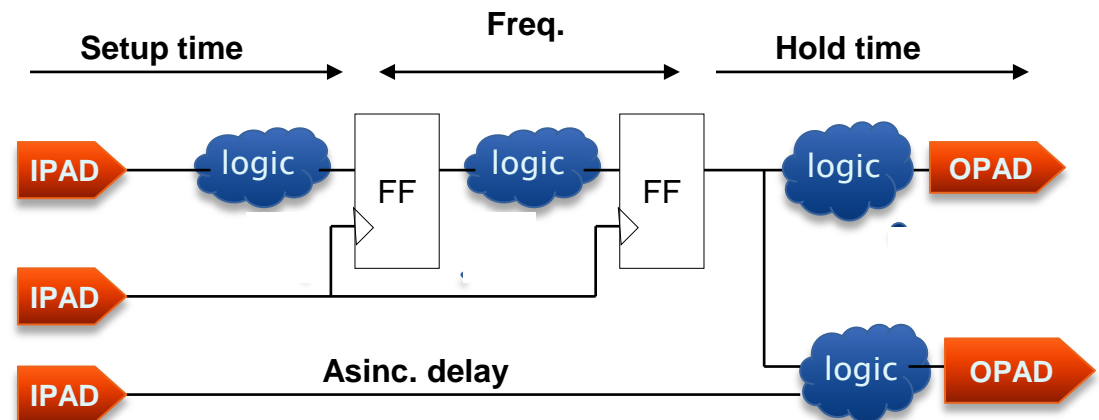 Freq.
Setup time
Hold time
IPAD
logic
FF
logic
FF
logic
OPAD
IPAD
Asinc. delay
IPAD
logic
OPAD